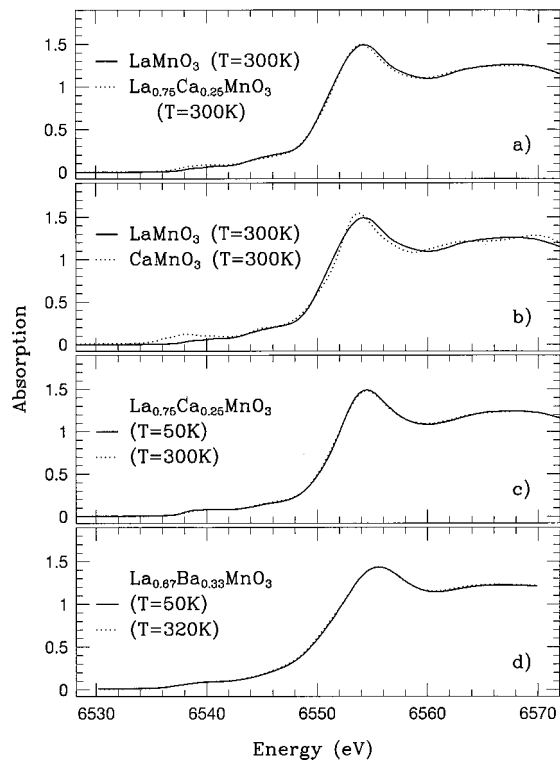 1.5
1
0.5
0
LaMnO₃ (T=300K)
La₀.₇₅Ca₀.₂₅MnO₃
(T=300K)
a)
1.5
1
0.5
0
LaMnO₃ (T=300K)
CaMnO₃ (T=300K)
b)
Absorption
1.5
1
0.5
0
La₀.₇₅Ca₀.₂₅MnO₃
(T=50K)
(T=300K)
c)
1.5
1
0.5
0
La₀.₆₇Ba₀.₃₃MnO₃
(T=50K)
(T=320K)
d)
6530 6540 6550 6560 6570
Energy (eV)